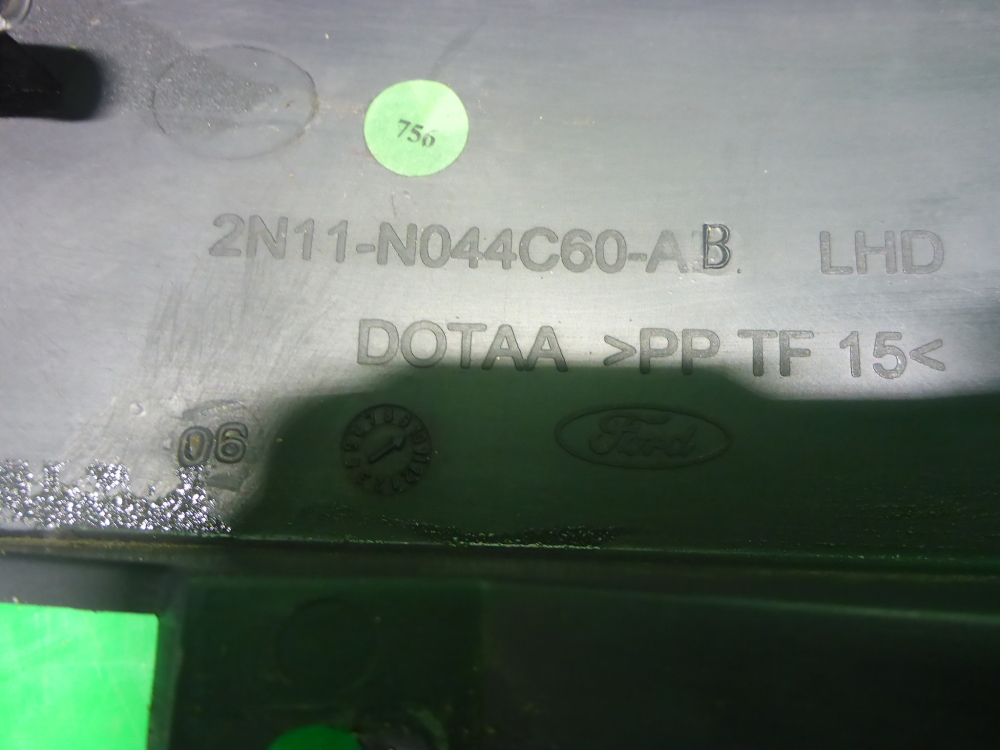 756
2N11-N044C60-AB LHD
DOTAA >PP TF 15<
06
Ford